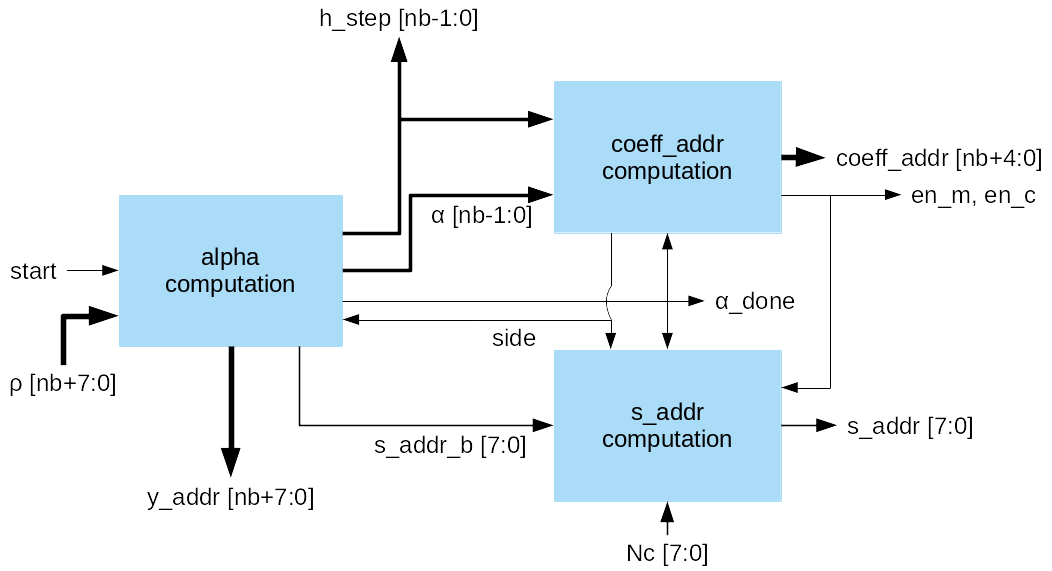 h_step [nb-1:0]
coeff_addr
computation
coeff_addr [nb+4:0]
en_m, en_c
α [nb-1:0]
alpha
computation
start
α_done
side
ρ [nb+7:0]
s_addr
computation
s_addr [7:0]
s_addr_b [7:0]
y_addr [nb+7:0]
Nc [7:0]